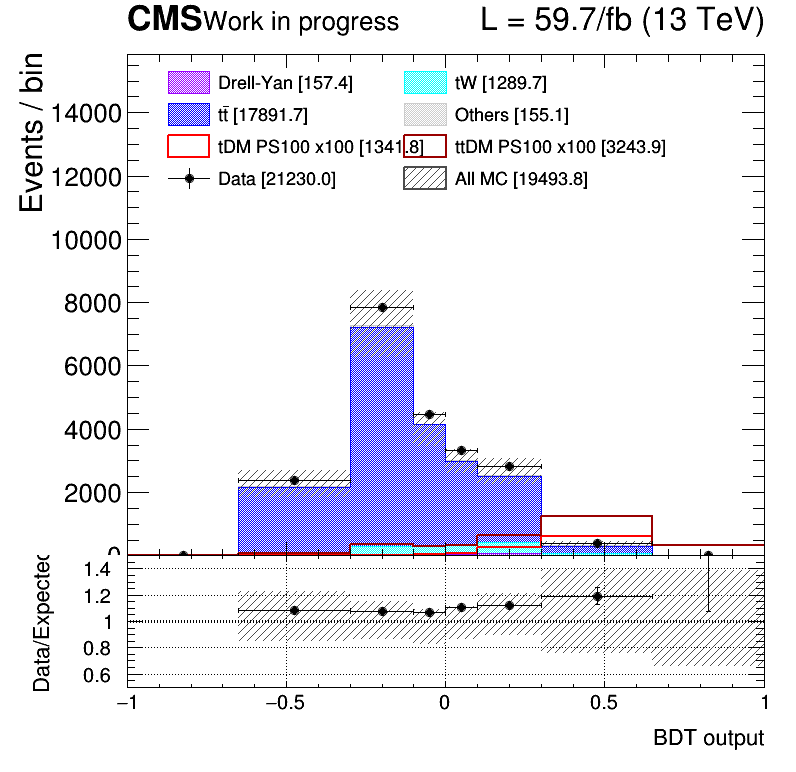 CMS Work in progress L = 59.7/fb (13 TeV)
Events / bin
Drell-Yan [157.4] tW [1289.7]
tt̄ [17891.7] Others [155.1]
tDM PS100 x100 [1341.8] ttDM PS100 x100 [3243.9]
Data [21230.0] All MC [19493.8]
14000
12000
10000
8000
6000
4000
2000
0
Data/Expected
1.4
1.2
1
0.8
0.6
−1 −0.5 0 0.5 1
BDT output